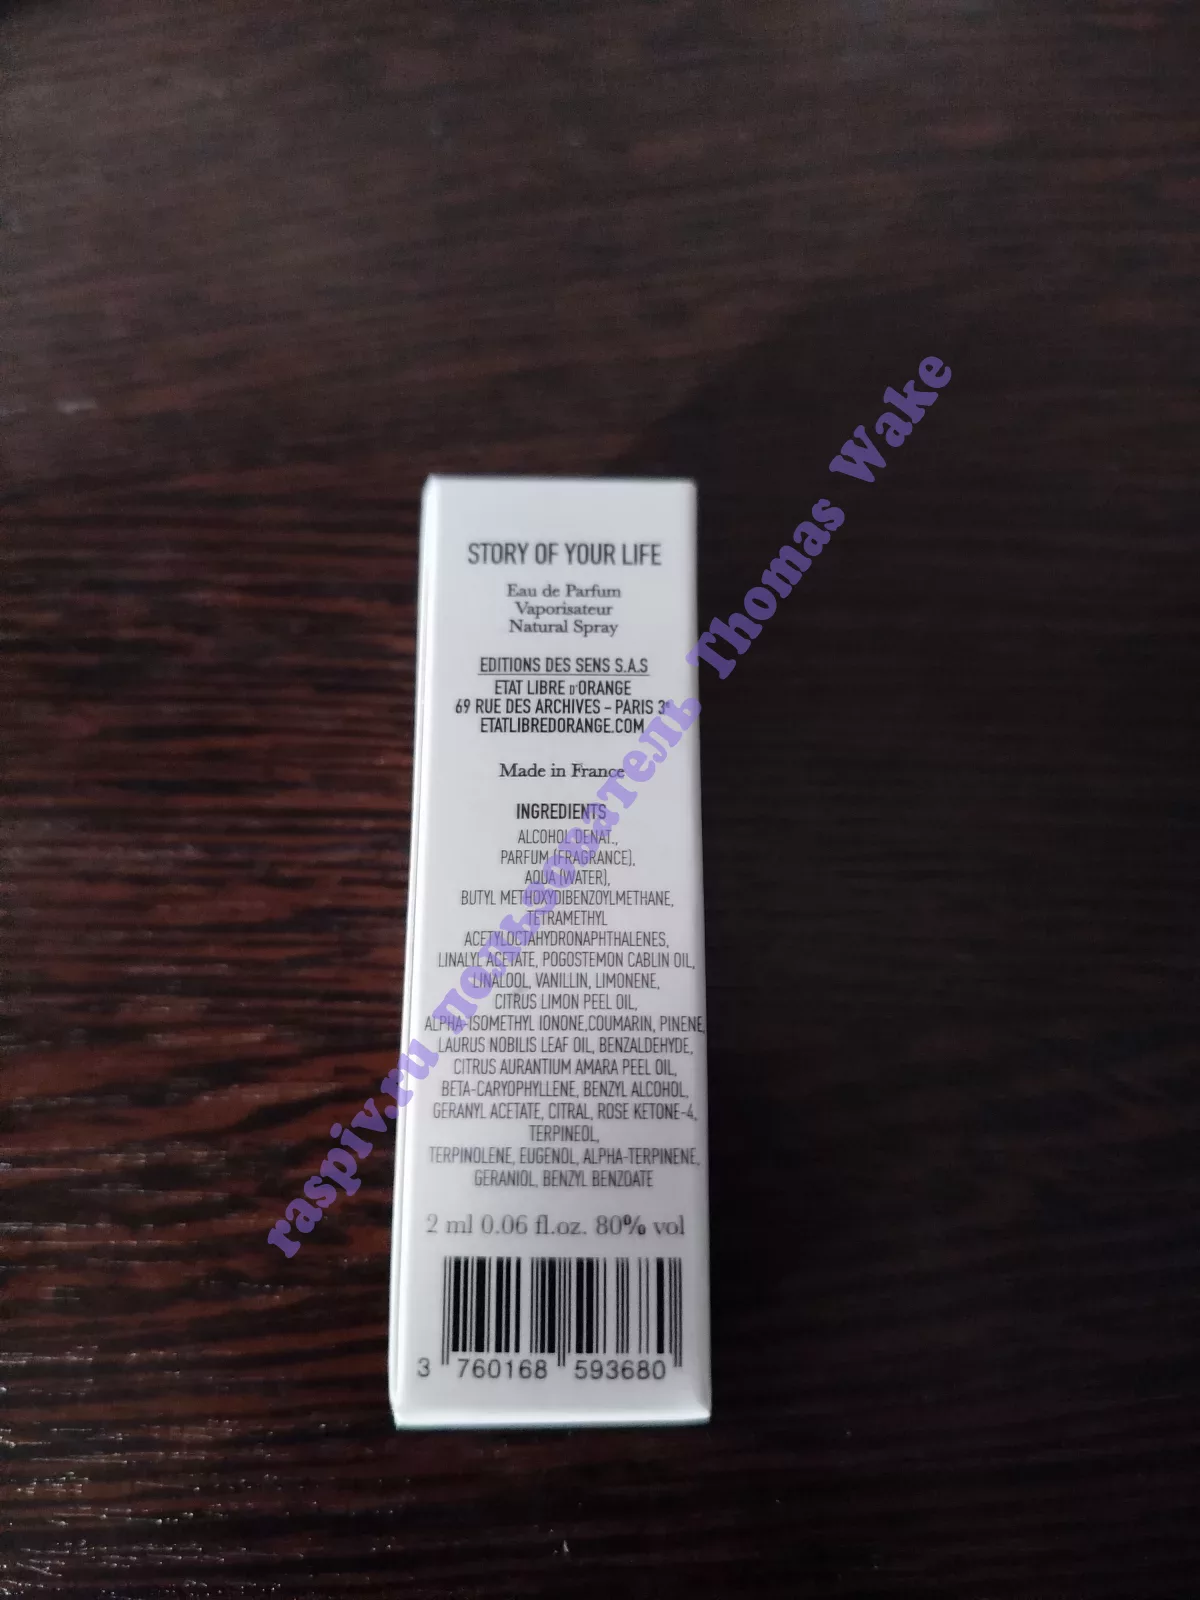 STORY OF YOUR LIFE
Eau de Parfum
Vaporisateur
Natural Spray
EDITIONS DES SENS S.A.S
ETAT LIBRE D'ORANGE
69 RUE DES ARCHIVES - PARIS 3e
ETATLIBREDORANGE.COM
Made in France
INGREDIENTS
ALCOHOL DENAT.,
PARFUM (FRAGRANCE),
AQUA (WATER),
BUTYL METHOXYDIBENZOYLMETHANE,
TETRAMETHYL
ACETYLOCTAHYDRONAPHTHALENES,
LINALYL ACETATE, POGOSTEMON CABLIN OIL,
LINALOOL, VANILLIN, LIMONENE,
CITRUS LIMON PEEL OIL,
ALPHA-ISOMETHYL IONONE,COUMARIN, PINENE,
LAURUS NOBILIS LEAF OIL, BENZALDEHYDE,
CITRUS AURANTIUM AMARA PEEL OIL,
BETA-CARYOPHYLLENE, BENZYL ALCOHOL,
GERANYL ACETATE, CITRAL, ROSE KETONE-4,
TERPINEOL,
TERPINOLENE, EUGENOL, ALPHA-TERPINENE,
GERANIOL, BENZYL BENZOATE
2 ml 0.06 fl.oz. 80% vol
3 760168 593680
raspiv.ru пользователь Thomas Wake